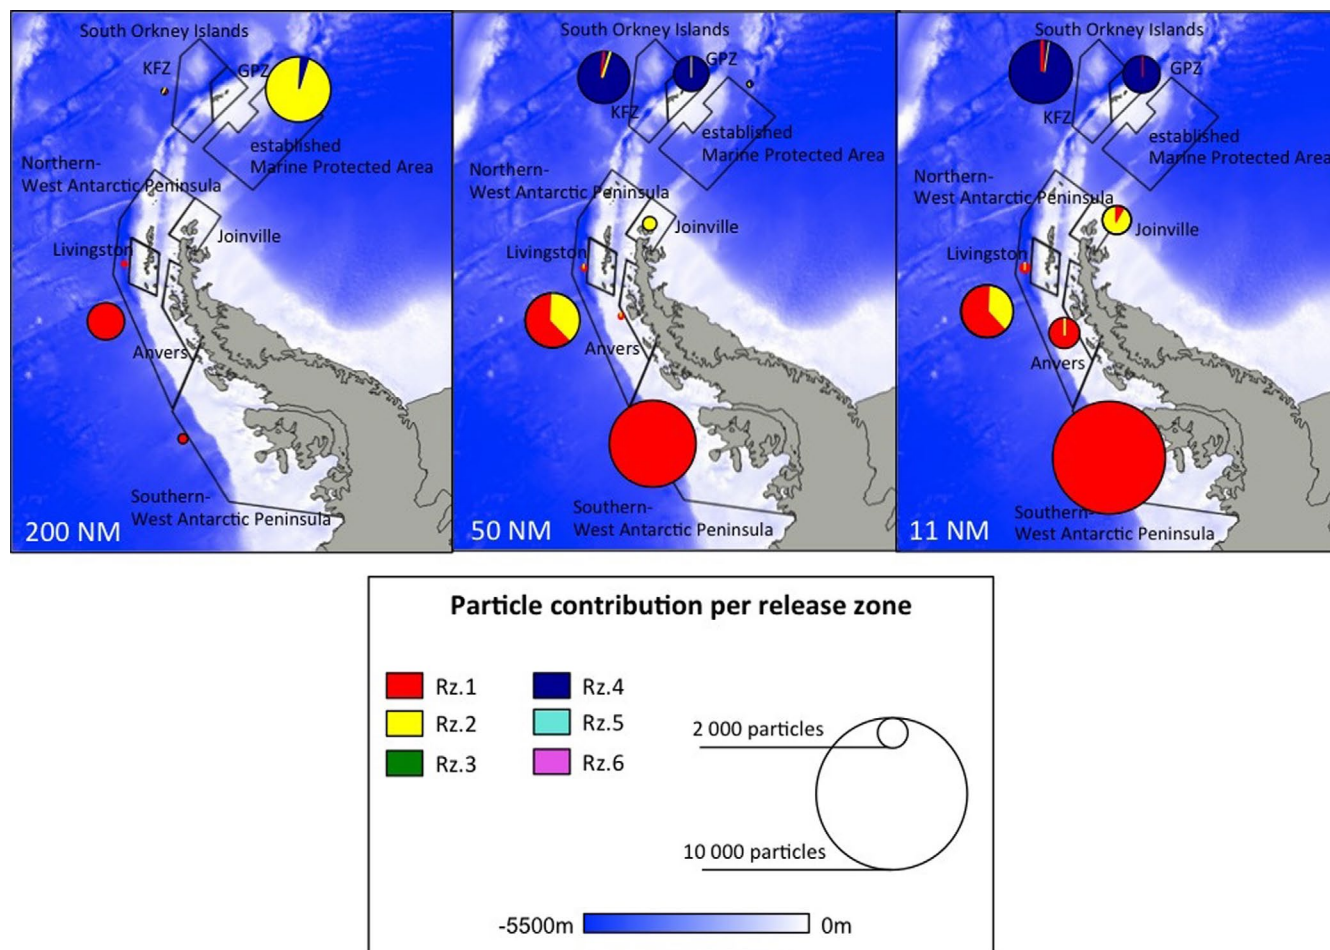 South Orkney Islands
KFZ
GPZ
established
Marine Protected Area
Northern-
West Antarctic Peninsula
Joinville
Livingston
Anvers
Southern-
West Antarctic Peninsula
200 NM
South Orkney Islands
GPZ
KFZ
established
Marine Protected Area
Northern-
West Antarctic Peninsula
Joinville
Livingston
Anvers
Southern-
West Antarctic Peninsula
50 NM
South Orkney Islands
GPZ
KFZ
established
Marine Protected Area
Northern-
West Antarctic Peninsula
Joinville
Livingston
Anvers
Southern-
West Antarctic Peninsula
11 NM
Particle contribution per release zone
Rz.1
Rz.4
Rz.2
Rz.5
Rz.3
Rz.6
2 000 particles
10 000 particles
-5500m
0m